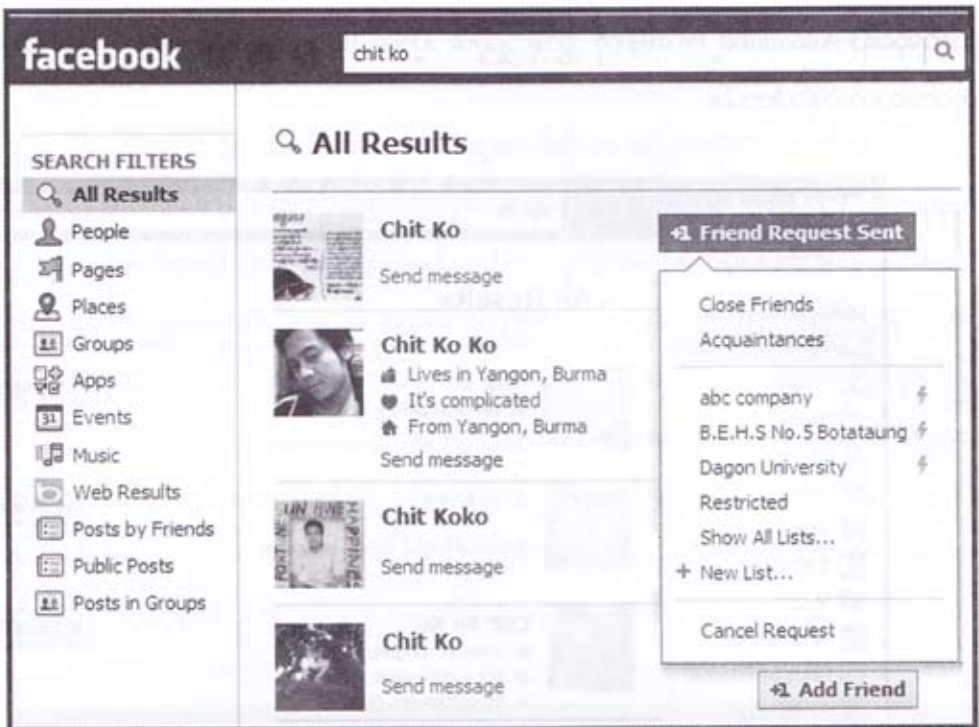 facebook
chit ko
SEARCH FILTERS
All Results
People
Pages
Places
Groups
Apps
31 Events
Music
Web Results
Posts by Friends
Public Posts
Posts in Groups
All Results
Chit Ko
Send message
Chit Ko Ko
Lives in Yangon, Burma
It's complicated
From Yangon, Burma
Send message
Chit Koko
Send message
Chit Ko
Send message
+1 Friend Request Sent
Close Friends
Acquaintances
abc company
B.E.H.S No.5 Botataung
Dagon University
Restricted
Show All Lists...
+ New List...
Cancel Request
+1 Add Friend